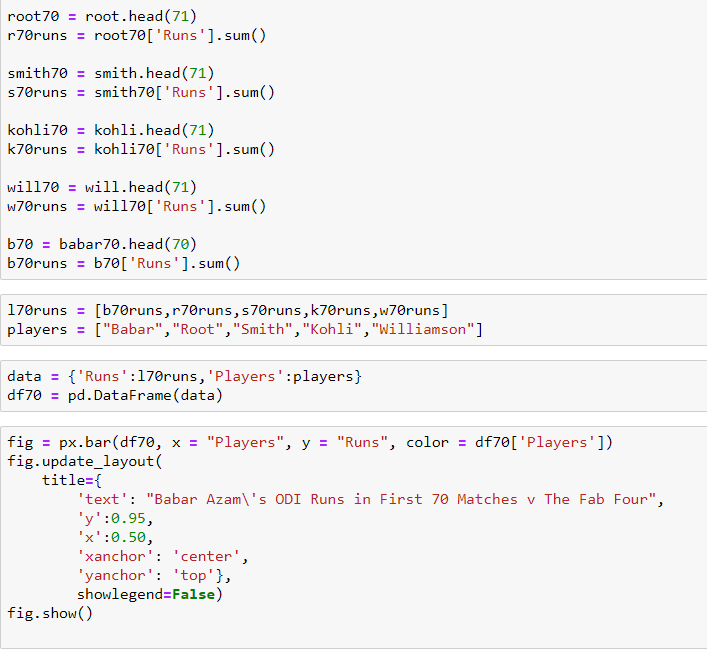 root70 = root.head(71)
r70runs = root70['Runs'].sum()
smith70 = smith.head(71)
s70runs = smith70['Runs'].sum()
kohli70 = kohli.head(71)
k70runs = kohli70['Runs'].sum()
will70 = will.head(71)
w70runs = will70['Runs'].sum()
b70 = babar70.head(70)
b70runs = b70['Runs'].sum()
l70runs = [b70runs,r70runs,s70runs,k70runs,w70runs]
players = ["Babar","Root","Smith","Kohli","Williamson"]
data = {'Runs':l70runs,'Players':players}
df70 = pd.DataFrame(data)
fig = px.bar(df70, x = "Players", y = "Runs", color = df70['Players'])
fig.update_layout(
    title={
        'text': "Babar Azam\'s ODI Runs in First 70 Matches v The Fab Four",
        'y':0.95,
        'x':0.50,
        'xanchor': 'center',
        'yanchor': 'top'},
        showlegend=False)
fig.show()